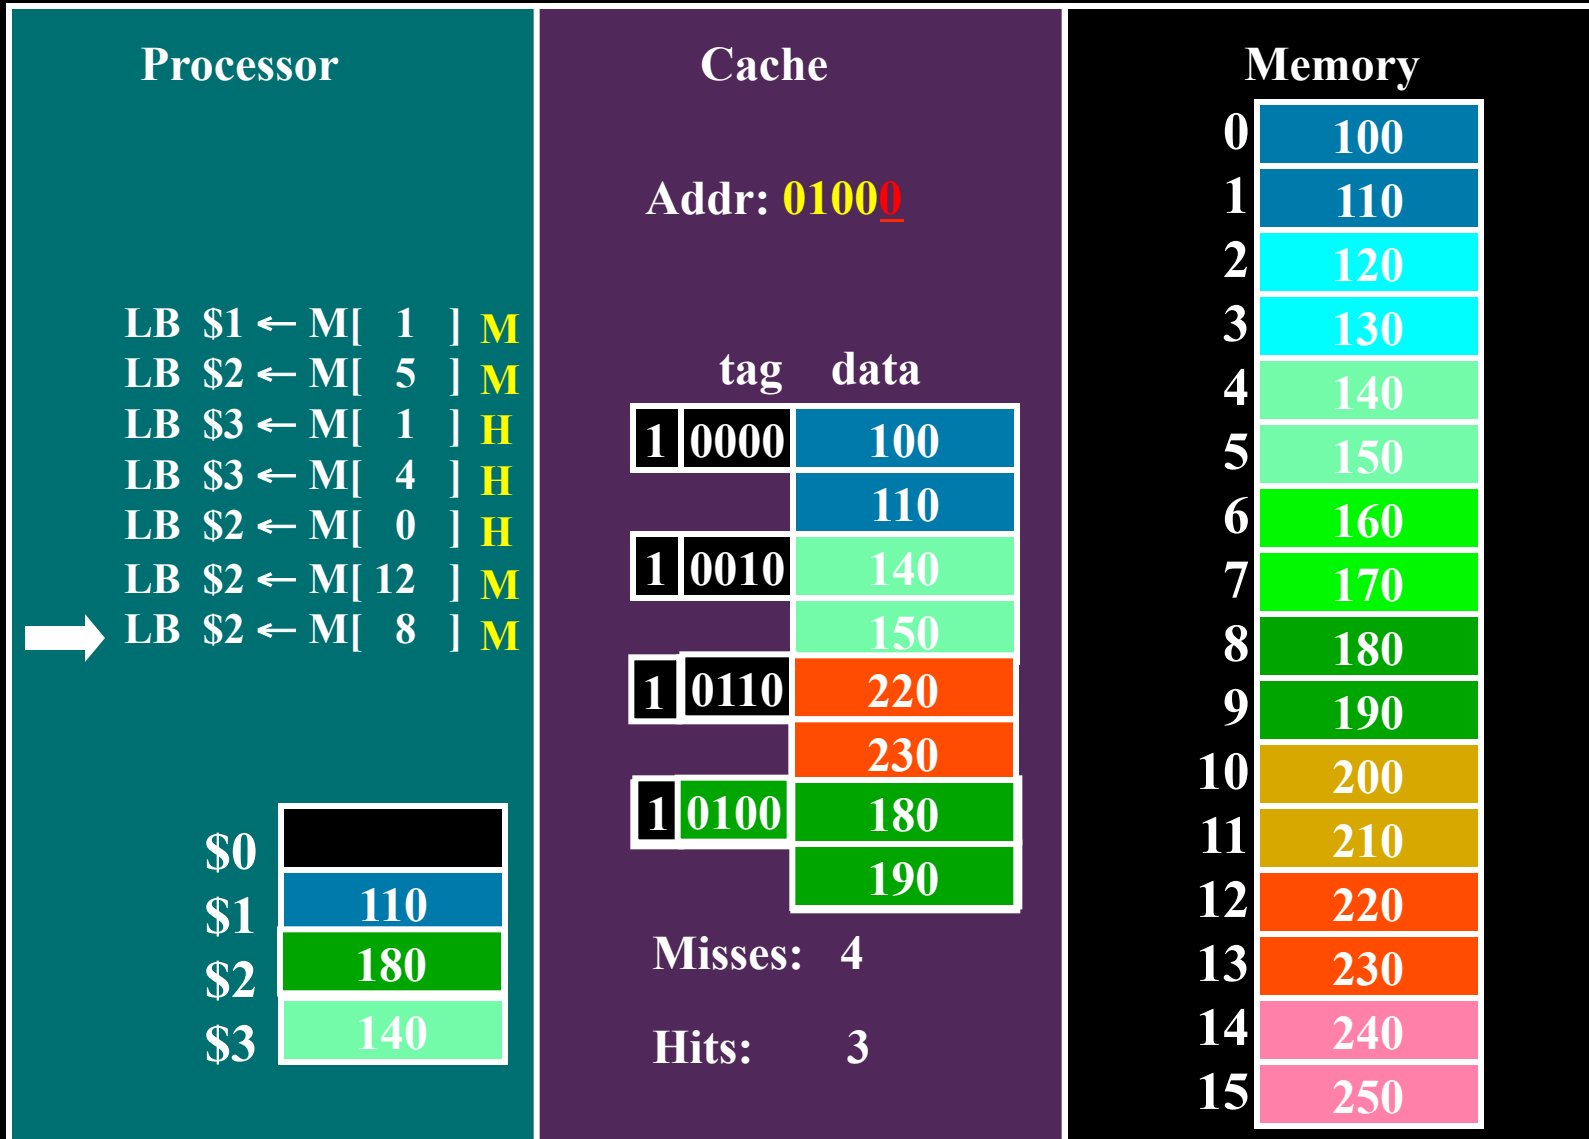 Processor
LB $1 ← M[ 1 ] M
LB $2 ← M[ 5 ] M
LB $3 ← M[ 1 ] H
LB $3 ← M[ 4 ] H
LB $2 ← M[ 0 ] H
LB $2 ← M[ 12 ] M
LB $2 ← M[ 8 ] M
$0
$1 110
$2 180
$3 140
Cache
Addr: 01000
tag data
1 0000 100
110
1 0010 140
150
1 0110 220
230
1 0100 180
190
Misses: 4
Hits: 3
Memory
0 100
1 110
2 120
3 130
4 140
5 150
6 160
7 170
8 180
9 190
10 200
11 210
12 220
13 230
14 240
15 250